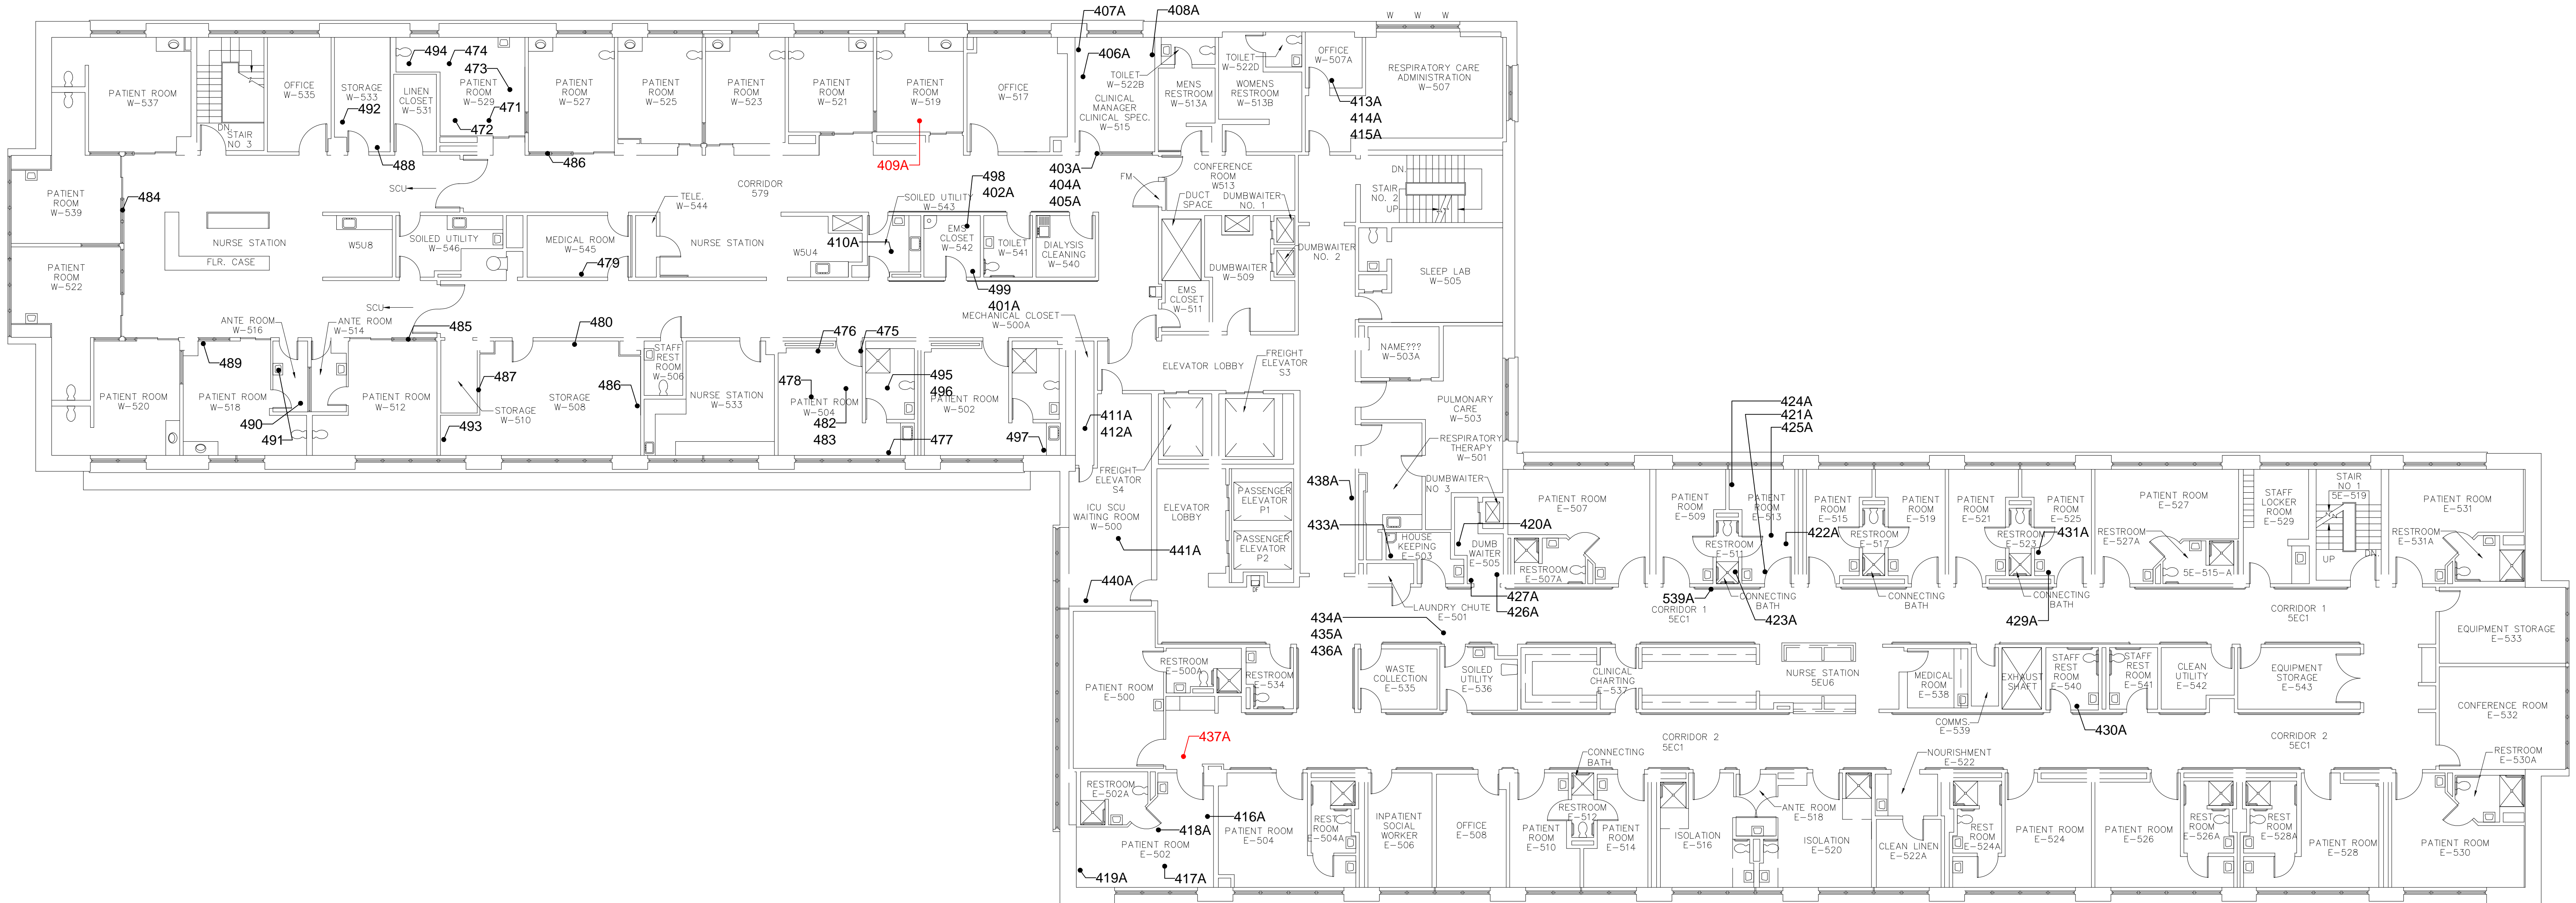 W W W
407A
408A
494
474
473
406A
PATIENT ROOM
W-537
OFFICE
W-535
STORAGE
W-533
492
LINEN
CLOSET
W-531
PATIENT
ROOM
W-529
471
472
PATIENT
ROOM
W-527
PATIENT
ROOM
W-525
PATIENT
ROOM
W-523
PATIENT
ROOM
W-521
PATIENT
ROOM
W-519
OFFICE
W-517
CLINICAL
MANAGER
CLINICAL SPEC.
W-515
TOILET
W-522B
MENS
RESTROOM
W-513A
TOILET
W-522D
WOMENS
RESTROOM
W-513B
OFFICE
W-507A
RESPIRATORY CARE
ADMINISTRATION
W-507
413A
414A
415A
DN.
STAIR
NO 3
488
486
409A
403A
404A
405A
CONFERENCE
ROOM
W513
FM
DUCT
SPACE
DUMBWAITER
NO. 1
DN.
STAIR
NO. 2
UP
PATIENT
ROOM
W-539
484
SCU
CORRIDOR
579
TELE.
W-544
498
402A
SOILED UTILITY
W-543
NURSE STATION
FLR. CASE
W5U8
SOILED UTILITY
W-546
MEDICAL ROOM
W-545
479
NURSE STATION
W5U4
410A
EMS
CLOSET
W-542
TOILET
W-541
DIALYSIS
CLEANING
W-540
DUMBWAITER
W-509
DUMBWAITER
NO. 2
SLEEP LAB
W-505
PATIENT
ROOM
W-522
SCU
499
401A
EMS
CLOSET
W-511
MECHANICAL CLOSET
W-500A
ANTE ROOM
W-516
ANTE ROOM
W-514
485
480
476
475
489
STAFF
REST
ROOM
W-506
ELEVATOR LOBBY
FREIGHT
ELEVATOR
S3
NAME???
W-503A
PATIENT ROOM
W-520
PATIENT ROOM
W-518
490
491
PATIENT ROOM
W-512
487
STORAGE
W-510
493
STORAGE
W-508
486
NURSE STATION
W-533
478
PATIENT ROOM
W-504
482
483
495
496
PATIENT ROOM
W-502
477
497
411A
412A
PULMONARY
CARE
W-503
RESPIRATORY
THERAPY
W-501
FREIGHT
ELEVATOR
S4
DUMBWAITER
NO 3
438A
PASSENGER
ELEVATOR
P1
PASSENGER
ELEVATOR
P2
DF
ELEVATOR
LOBBY
ICU SCU
WAITING ROOM
W-500
441A
440A
433A
HOUSE
KEEPING
E-503
420A
DUMB
WAITER
E-505
427A
426A
LAUNDRY CHUTE
E-501
424A
421A
425A
PATIENT ROOM
E-507
RESTROOM
E-507A
PATIENT
ROOM
E-509
RESTROOM
E-511
PATIENT
ROOM
E-513
422A
539A
CONNECTING
BATH
423A
CORRIDOR 1
5EC1
PATIENT
ROOM
E-515
RESTROOM
E-517
PATIENT
ROOM
E-519
CONNECTING
BATH
PATIENT
ROOM
E-521
RESTROOM
E-523
PATIENT
ROOM
E-525
431A
CONNECTING
BATH
429A
PATIENT ROOM
E-527
RESTROOM
E-527A
5E-515-A
STAFF
LOCKER
ROOM
E-529
STAIR
NO 1
5E-519
UP
DN.
PATIENT ROOM
E-531
RESTROOM
E-531A
CORRIDOR 1
5EC1
EQUIPMENT STORAGE
E-533
434A
435A
436A
PATIENT ROOM
E-500
RESTROOM
E-500A
RESTROOM
E-534
WASTE
COLLECTION
E-535
SOILED
UTILITY
E-536
CLINICAL
CHARTING
E-537
NURSE STATION
5EU6
MEDICAL
ROOM
E-538
EXHAUST
SHAFT
STAFF
REST
ROOM
E-540
STAFF
REST
ROOM
E-541
CLEAN
UTILITY
E-542
EQUIPMENT
STORAGE
E-543
COMMS.
E-539
430A
CONFERENCE ROOM
E-532
437A
CORRIDOR 2
5EC1
CORRIDOR 2
5EC1
CONNECTING
BATH
NOURISHMENT
E-522
RESTROOM
E-530A
RESTROOM
E-502A
418A
416A
PATIENT ROOM
E-502
419A
417A
PATIENT ROOM
E-504
REST
ROOM
E-504A
INPATIENT
SOCIAL
WORKER
E-506
OFFICE
E-508
PATIENT
ROOM
E-510
RESTROOM
E-512
PATIENT
ROOM
E-514
ISOLATION
E-516
ANTE ROOM
E-518
ISOLATION
E-520
CLEAN LINEN
E-522A
REST
ROOM
E-524A
PATIENT ROOM
E-524
PATIENT ROOM
E-526
REST
ROOM
E-526A
REST
ROOM
E-528A
PATIENT ROOM
E-528
PATIENT ROOM
E-530